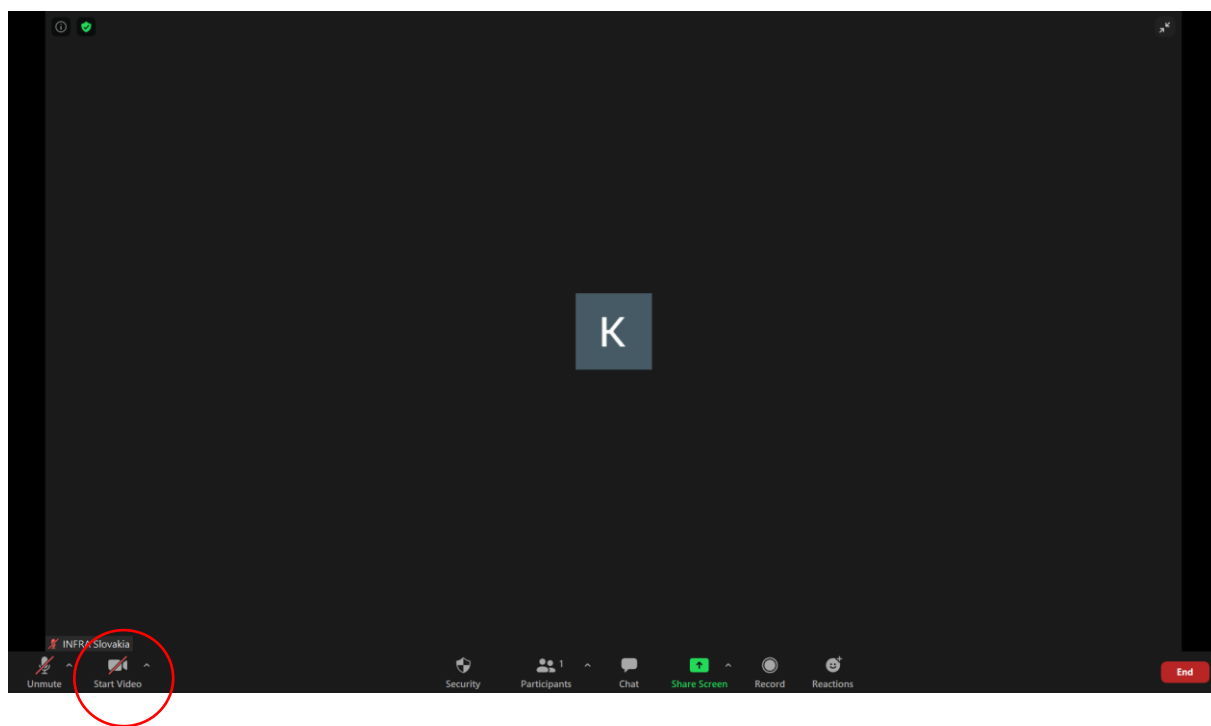 K
INFRA Slovakia
1
Unmute
Start Video
Security
Participants
Chat
Share Screen
Record
Reactions
End